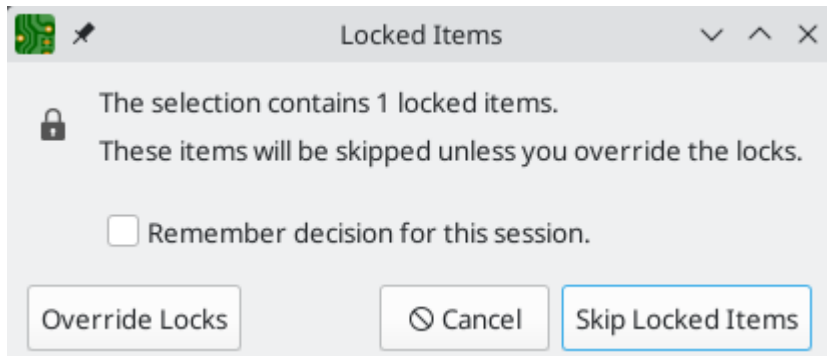 Locked Items
The selection contains 1 locked items.
These items will be skipped unless you override the locks.
Remember decision for this session.
Override Locks
Cancel
Skip Locked Items